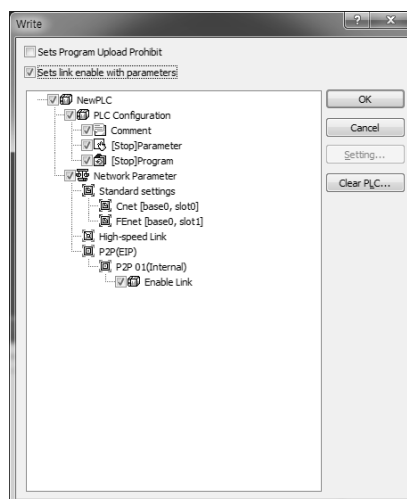 Write
Sets Program Upload Prohibit
Sets link enable with parameters
NewPLC
PLC Configuration
Comment
[Stop]Parameter
[Stop]Program
Network Parameter
Standard settings
Cnet [base0, slot0]
FEnet [base0, slot1]
High-speed Link
P2P(EIP)
P2P 01(Internal)
Enable Link
OK
Cancel
Setting...
Clear PLC...